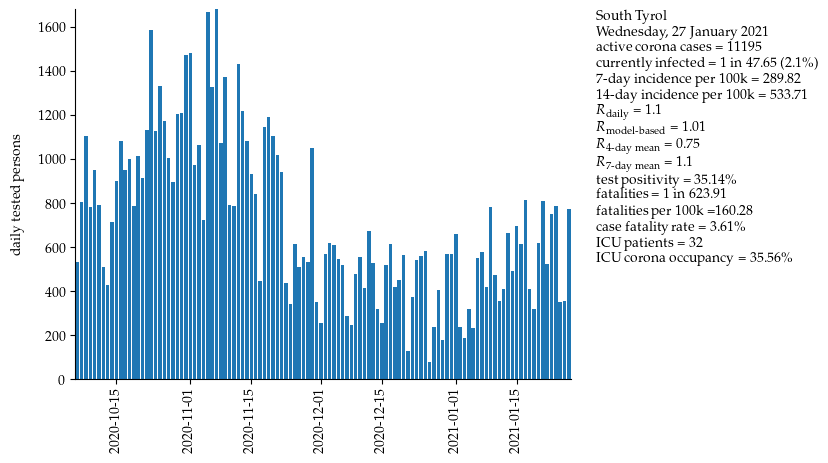 South Tyrol
Wednesday, 27 January 2021
active corona cases = 11195
currently infected = 1 in 47.65 (2.1%)
7-day incidence per 100k = 289.82
14-day incidence per 100k = 533.71
R daily = 1.1
R model-based = 1.01
R 4-day mean = 0.75
R 7-day mean = 1.1
test positivity = 35.14%
fatalities = 1 in 623.91
fatalities per 100k =160.28
case fatality rate = 3.61%
ICU patients = 32
ICU corona occupancy = 35.56%
daily tested persons
1600
1400
1200
1000
800
600
400
200
0
2020-10-15
2020-11-01
2020-11-15
2020-12-01
2020-12-15
2021-01-01
2021-01-15